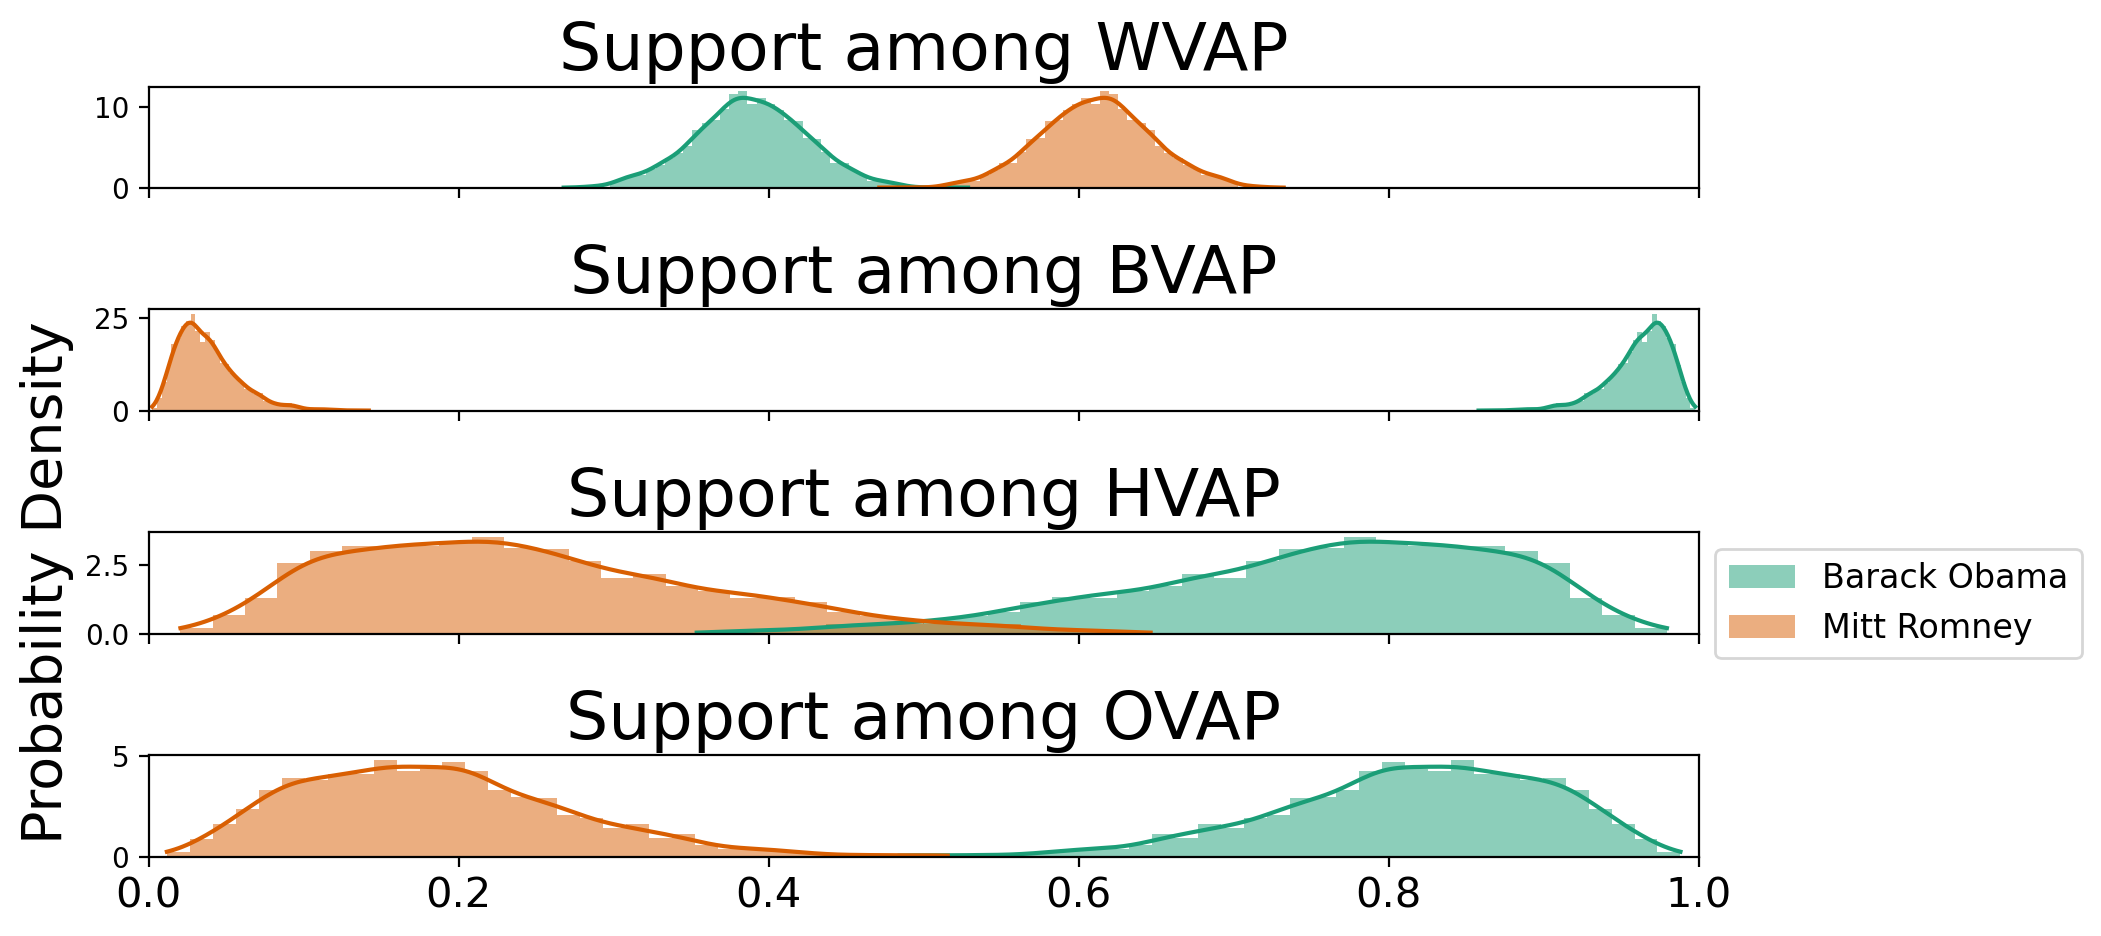 Support among WVAP
10
0
Support among BVAP
25
0
Support among HVAP
2.5
0.0
Support among OVAP
5
0
0.0 0.2 0.4 0.6 0.8 1.0
Probability Density
Barack Obama
Mitt Romney